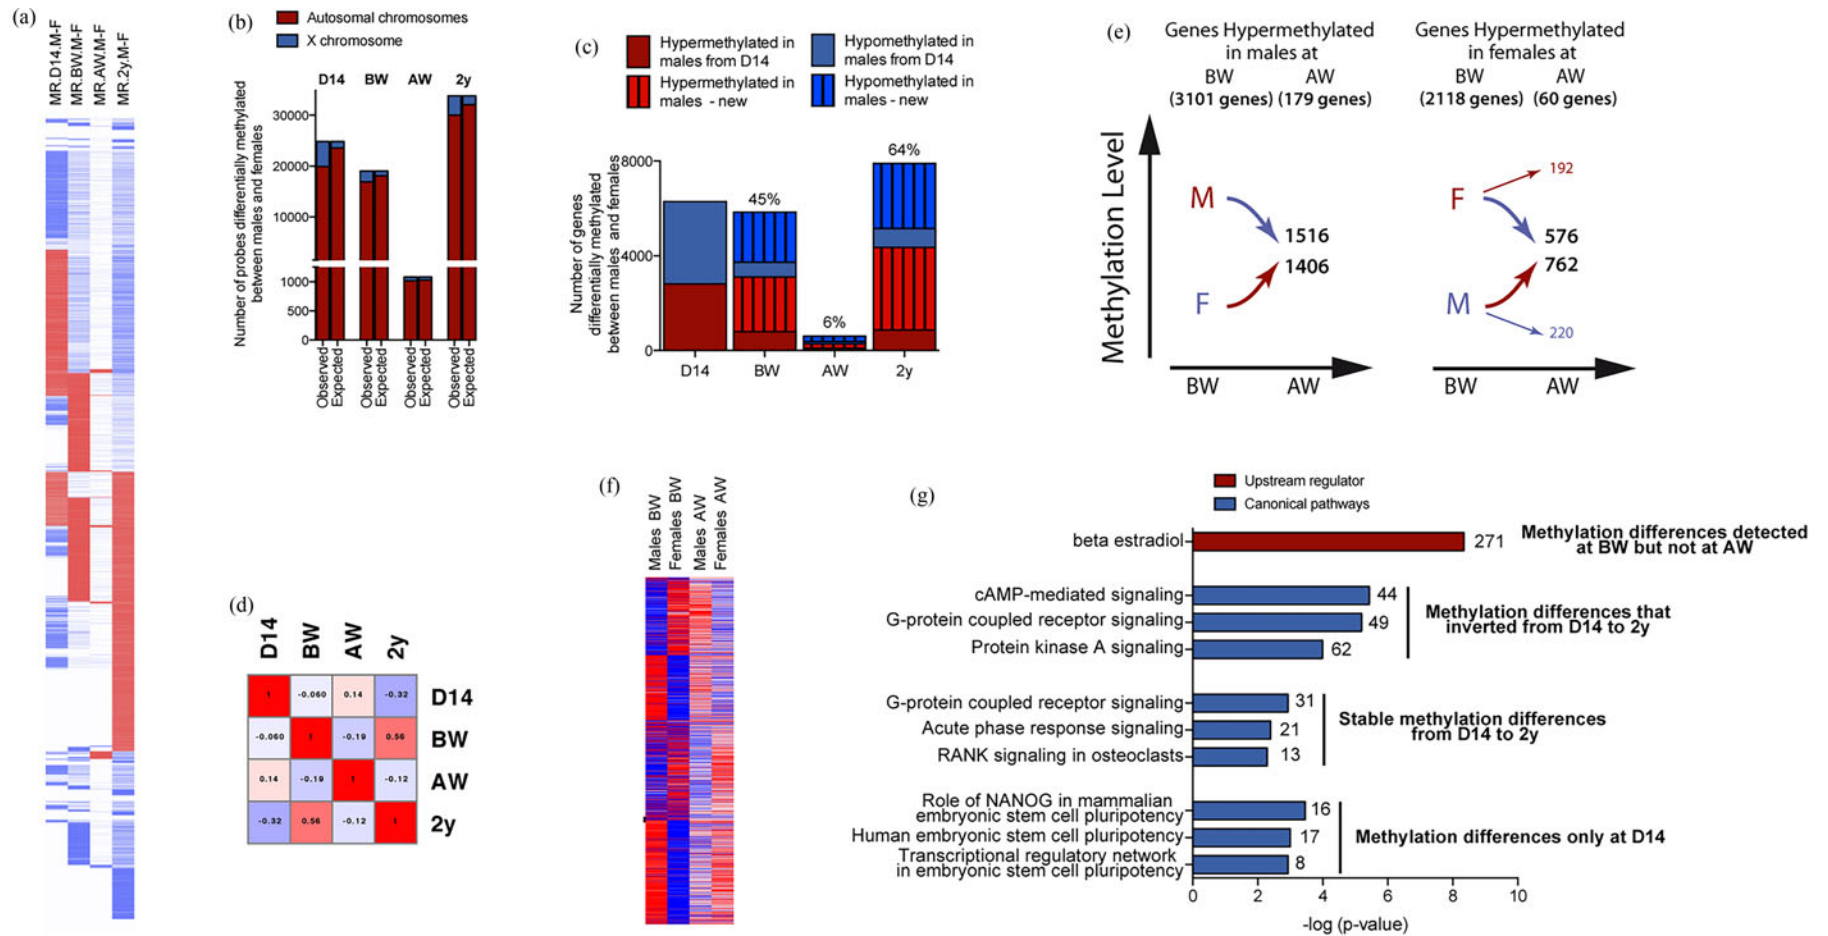 (a)
MR.D14.M-F
MR.BW.M-F
MR.AW.M-F
MR.2y.M-F
(b)
Autosomal chromosomes
X chromosome
D14 BW AW 2y
Number of probes differentially methylated
between males and females
30000
20000
10000
1000
500
0
Observed
Expected
Observed
Expected
Observed
Expected
Observed
Expected
(c)
Hypermethylated in
males from D14
Hypomethylated in
males from D14
Hypermethylated in
males - new
Hypomethylated in
males - new
Number of genes
differentially methylated
between males and females
8000
4000
0
45%
6%
64%
D14 BW AW 2y
(d)
D14 BW AW 2y
1 -0.060 0.14 -0.32 D14
-0.060 1 -0.19 0.56 BW
0.14 -0.19 1 -0.12 AW
-0.32 0.56 -0.12 1 2y
(e)
Genes Hypermethylated
in males at
BW AW
(3101 genes) (179 genes)
Genes Hypermethylated
in females at
BW AW
(2118 genes) (60 genes)
Methylation Level
M
1516
1406
F
BW AW
F
192
576
762
M
220
BW AW
(f)
Males BW
Females BW
Males AW
Females AW
(g)
Upstream regulator
Canonical pathways
beta estradiol 271
Methylation differences detected
at BW but not at AW
cAMP-mediated signaling 44
G-protein coupled receptor signaling 49
Protein kinase A signaling 62
Methylation differences that
inverted from D14 to 2y
G-protein coupled receptor signaling 31
Acute phase response signaling 21
RANK signaling in osteoclasts 13
Stable methylation differences
from D14 to 2y
Role of NANOG in mammalian
embryonic stem cell pluripotency 16
Human embryonic stem cell pluripotency 17
Transcriptional regulatory network
in embryonic stem cell pluripotency 8
Methylation differences only at D14
0 2 4 6 8 10
-log (p-value)